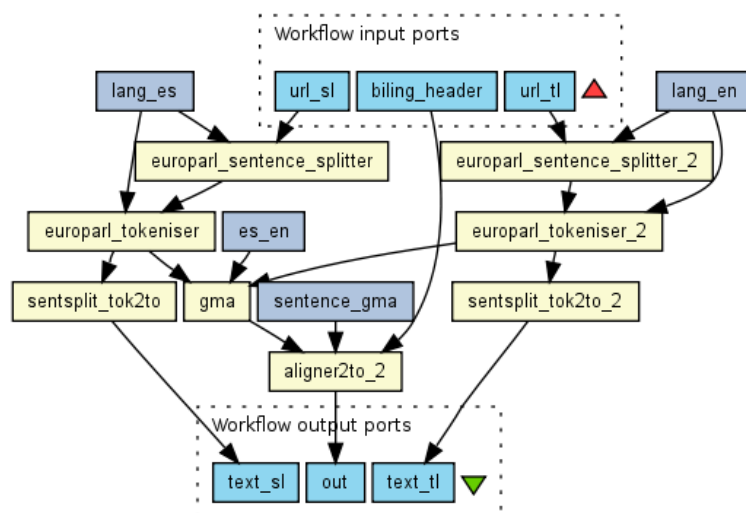 Workflow input ports
lang_es
url_sl
biling_header
url_tl
lang_en
europarl_sentence_splitter
europarl_sentence_splitter_2
europarl_tokeniser
es_en
europarl_tokeniser_2
sentsplit_tok2to
gma
sentence_gma
sentsplit_tok2to_2
aligner2to_2
Workflow output ports
text_sl
out
text_tl